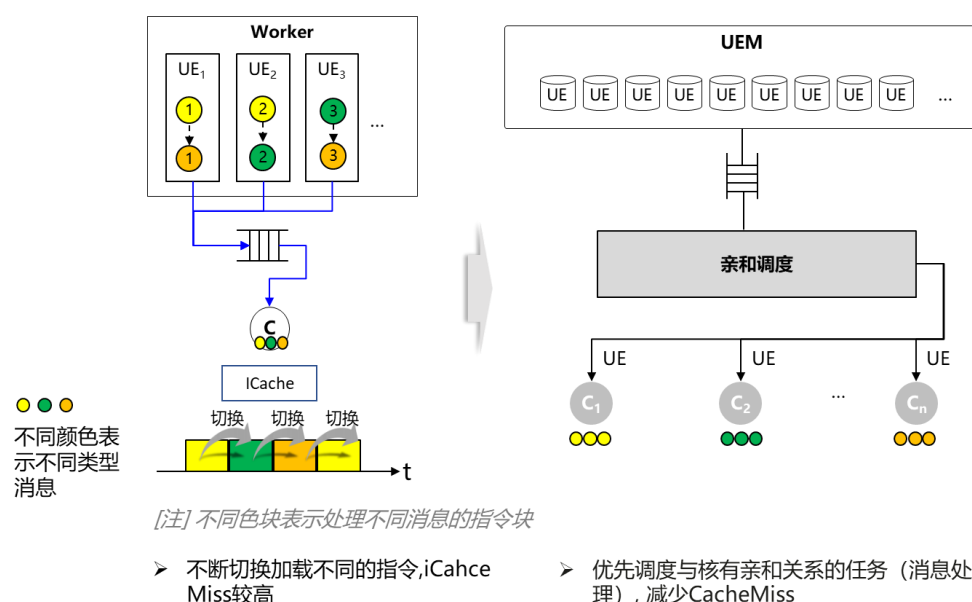 Worker
UE1
UE2
UE3
1
2
3
...
1
2
3
C
ICache
切换
切换
切换
t
不同颜色表
示不同类型
消息
[注] 不同色块表示处理不同消息的指令块
➢ 不断切换加载不同的指令,iCahce
Miss较高
UEM
UE UE UE UE UE UE UE UE UE ...
亲和调度
UE
UE
UE
C1
C2
...
Cn
➢ 优先调度与核有亲和关系的任务（消息处
理）, 减少CacheMiss